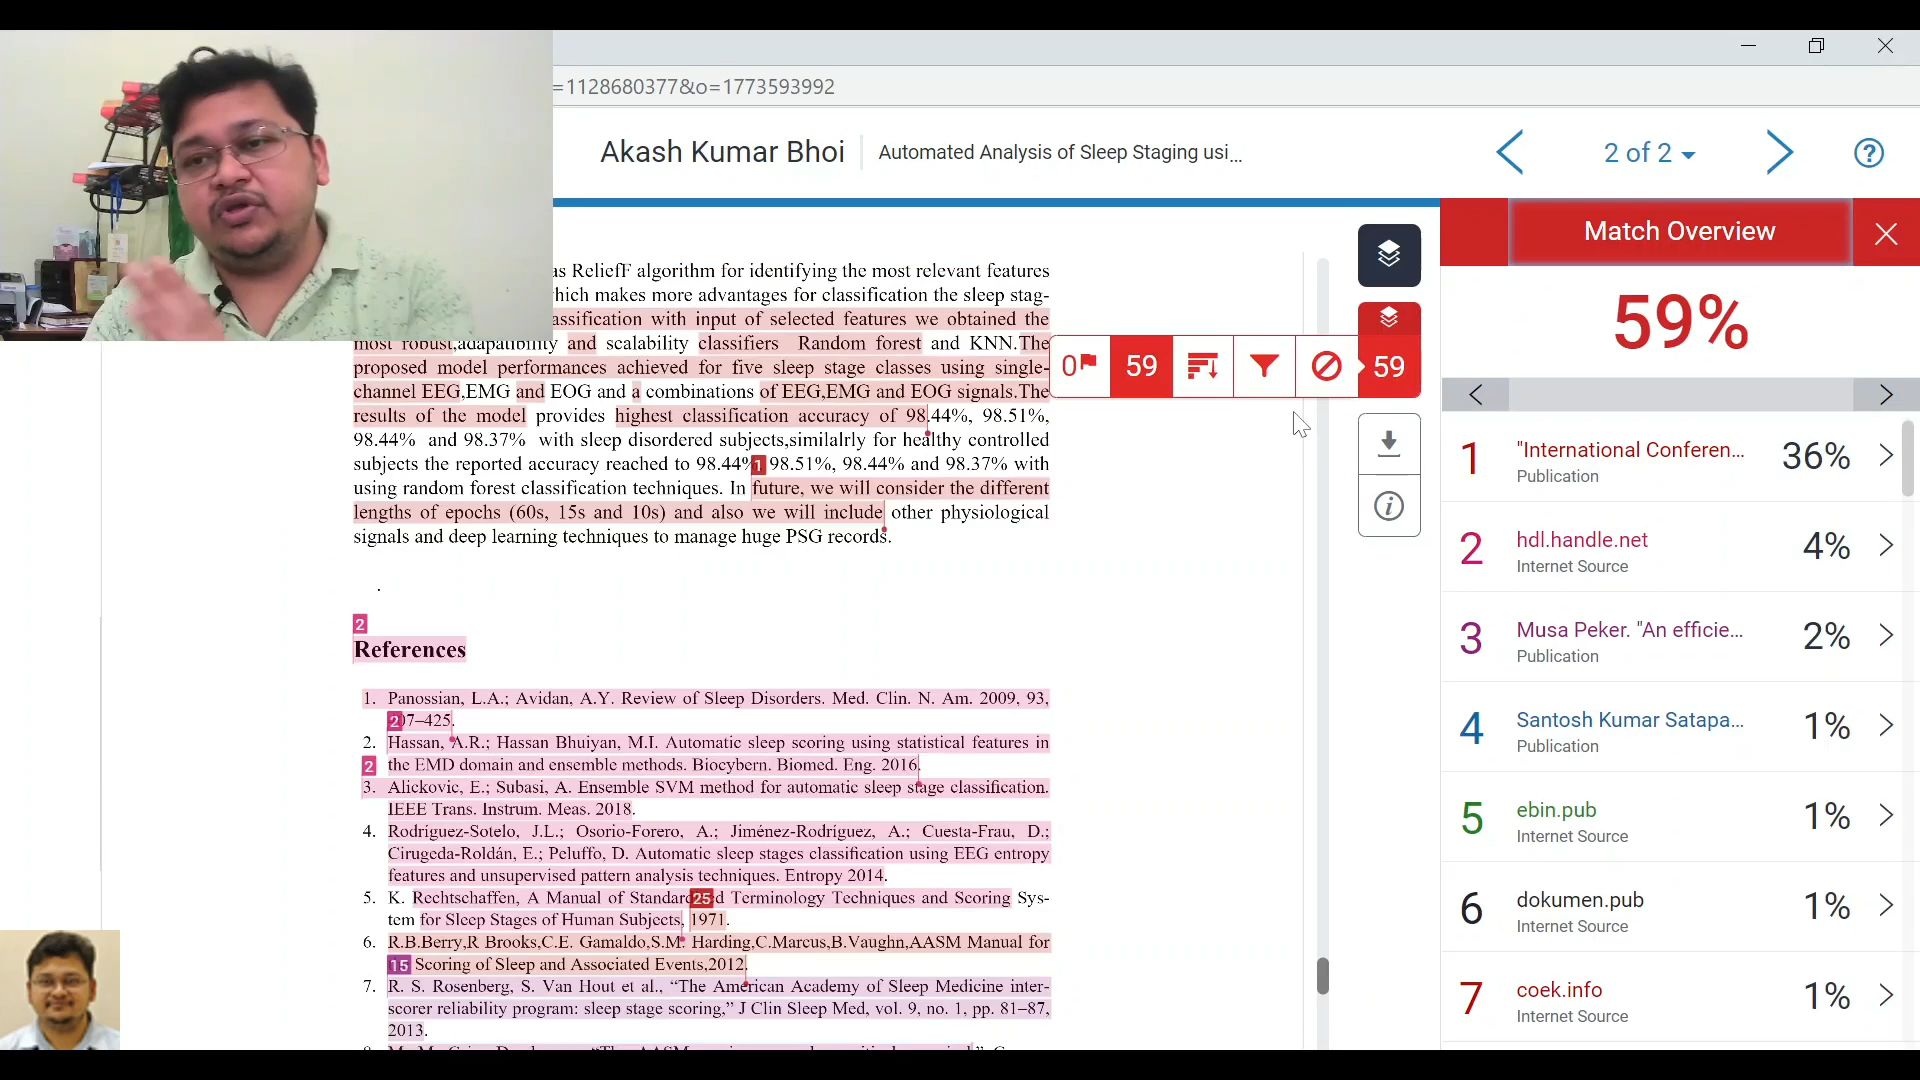 =1128680377&o=1773593992
Akash Kumar Bhoi
Automated Analysis of Sleep Staging usi...
2 of 2
?
as ReliefF algorithm for identifying the most relevant features
hich makes more advantages for classification the sleep stag-
assification with input of selected features we obtained the
most robust,adapatibility and scalability classifiers Random forest and KNN.The
proposed model performances achieved for five sleep stage classes using single-
channel EEG,EMG and EOG and a combinations of EEG,EMG and EOG signals.The
results of the model provides highest classification accuracy of 98.44%, 98.51%,
98.44% and 98.37% with sleep disordered subjects,similalrly for healthy controlled
subjects the reported accuracy reached to 98.44% 1 98.51%, 98.44% and 98.37% with
using random forest classification techniques. In future, we will consider the different
lengths of epochs (60s, 15s and 10s) and also we will include other physiological
signals and deep learning techniques to manage huge PSG records.
.
2
References
1. Panossian, L.A.; Avidan, A.Y. Review of Sleep Disorders. Med. Clin. N. Am. 2009, 93,
2 07–425.
2. Hassan, A.R.; Hassan Bhuiyan, M.I. Automatic sleep scoring using statistical features in
2 the EMD domain and ensemble methods. Biocybern. Biomed. Eng. 2016.
3. Alickovic, E.; Subasi, A. Ensemble SVM method for automatic sleep stage classification.
IEEE Trans. Instrum. Meas. 2018.
4. Rodríguez-Sotelo, J.L.; Osorio-Forero, A.; Jiménez-Rodríguez, A.; Cuesta-Frau, D.;
Cirugeda-Roldán, E.; Peluffo, D. Automatic sleep stages classification using EEG entropy
features and unsupervised pattern analysis techniques. Entropy 2014.
5. K. Rechtschaffen, A Manual of Standard 25 d Terminology Techniques and Scoring Sys-
tem for Sleep Stages of Human Subjects, 1971.
6. R.B.Berry,R Brooks,C.E. Gamaldo,S.M. Harding,C.Marcus,B.Vaughn,AASM Manual for
15 Scoring of Sleep and Associated Events,2012.
7. R. S. Rosenberg, S. Van Hout et al., “The American Academy of Sleep Medicine inter-
scorer reliability program: sleep stage scoring,” J Clin Sleep Med, vol. 9, no. 1, pp. 81–87,
2013.
0
59
59
Match Overview
59%
1 "International Conferen... 36%
Publication
2 hdl.handle.net 4%
Internet Source
3 Musa Peker. "An efficie... 2%
Publication
4 Santosh Kumar Satapa... 1%
Publication
5 ebin.pub 1%
Internet Source
6 dokumen.pub 1%
Internet Source
7 coek.info 1%
Internet Source